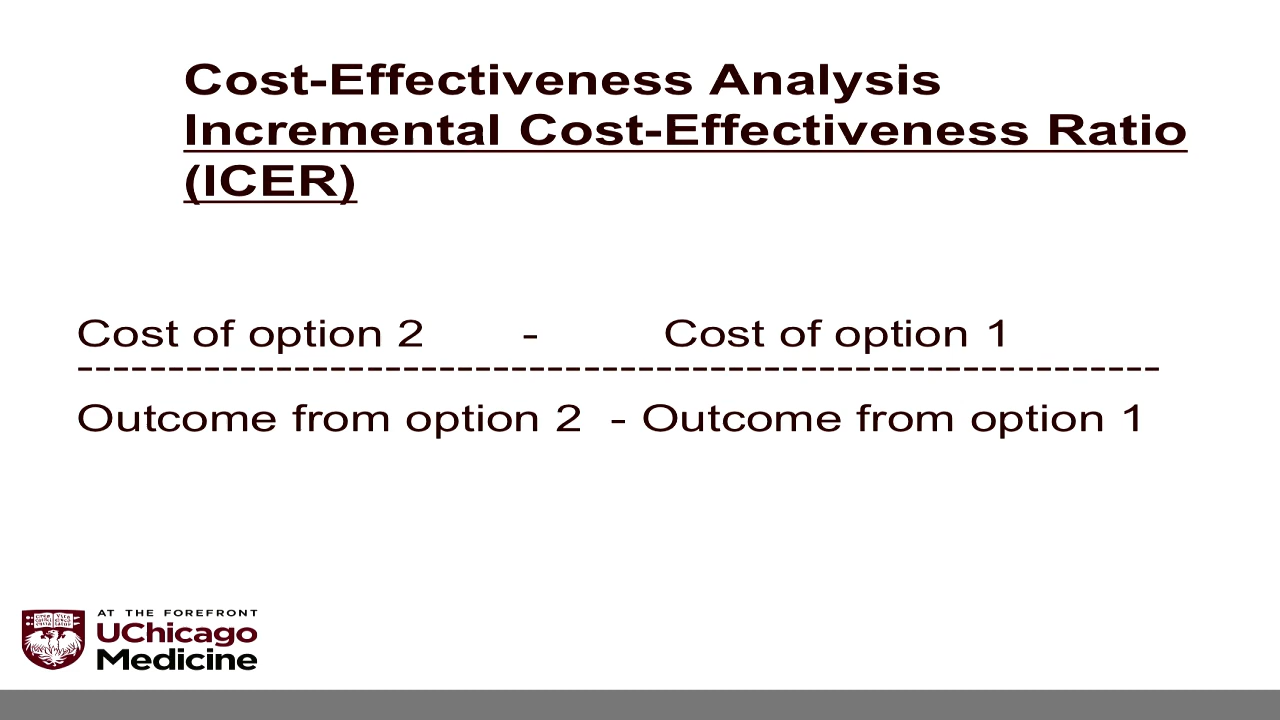 Cost-Effectiveness Analysis
Incremental Cost-Effectiveness Ratio
(ICER)
Cost of option 2 - Cost of option 1
------------------------------------------------------------
Outcome from option 2 - Outcome from option 1
AT THE FOREFRONT
UChicago
Medicine